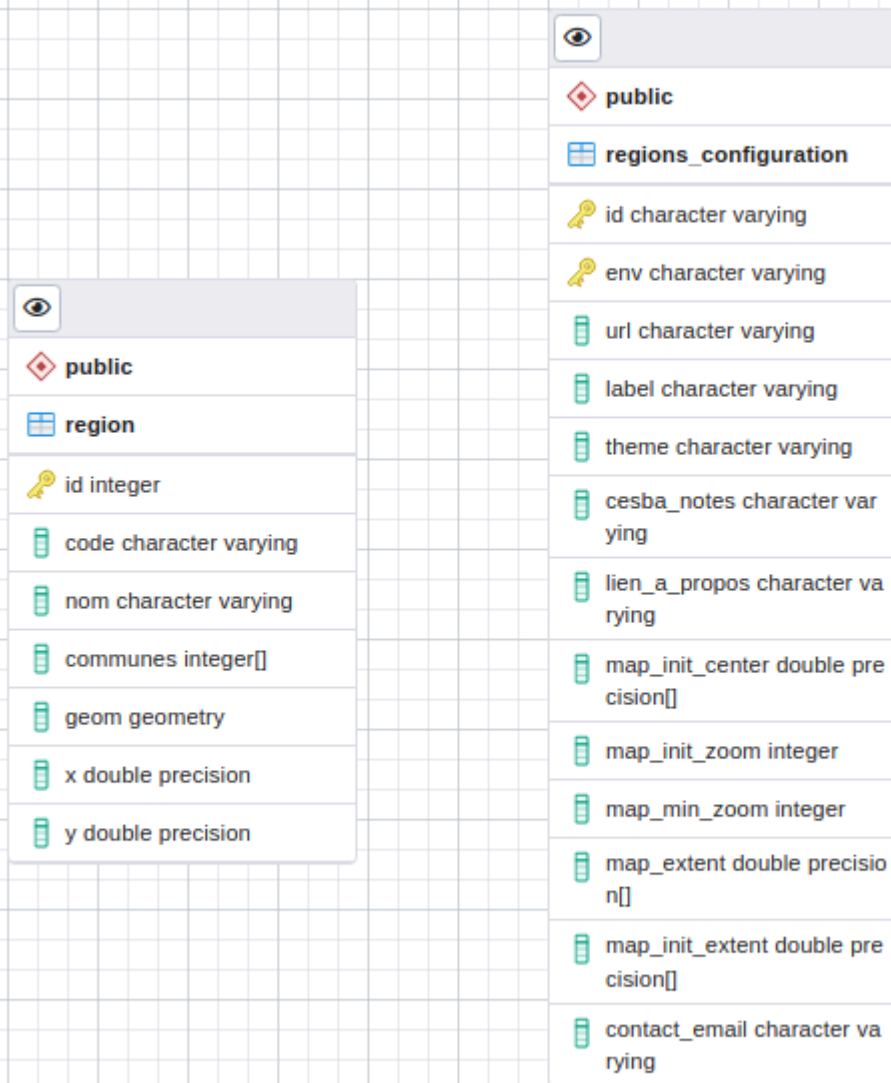 public
region
id integer
code character varying
nom character varying
communes integer[]
geom geometry
x double precision
y double precision
public
regions_configuration
id character varying
env character varying
url character varying
label character varying
theme character varying
cesba_notes character var
ying
lien_a_propos character va
rying
map_init_center double pre
cision[]
map_init_zoom integer
map_min_zoom integer
map_extent double precisio
n[]
map_init_extent double pre
cision[]
contact_email character va
rying